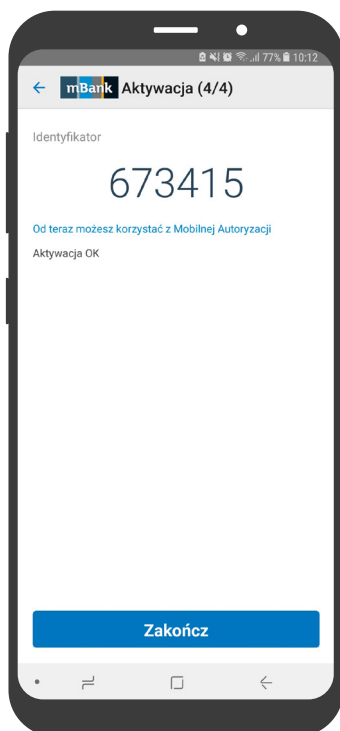 77% 10:12
mBank Aktywacja (4/4)
Identyfikator
673415
Od teraz możesz korzystać z Mobilnej Autoryzacji
Aktywacja OK
Zakończ